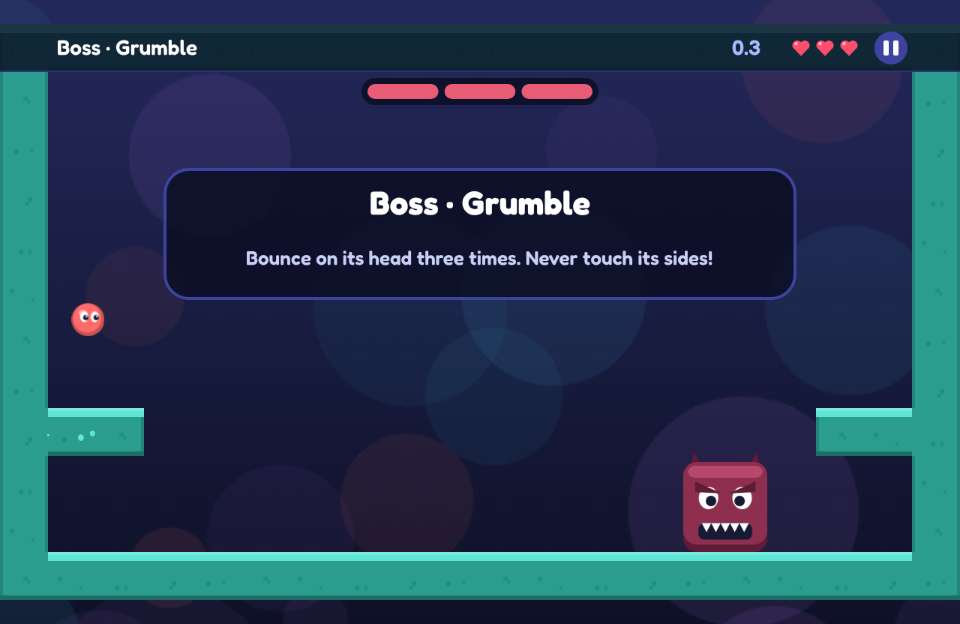 Boss · Grumble
0.3
Boss · Grumble
Bounce on its head three times. Never touch its sides!